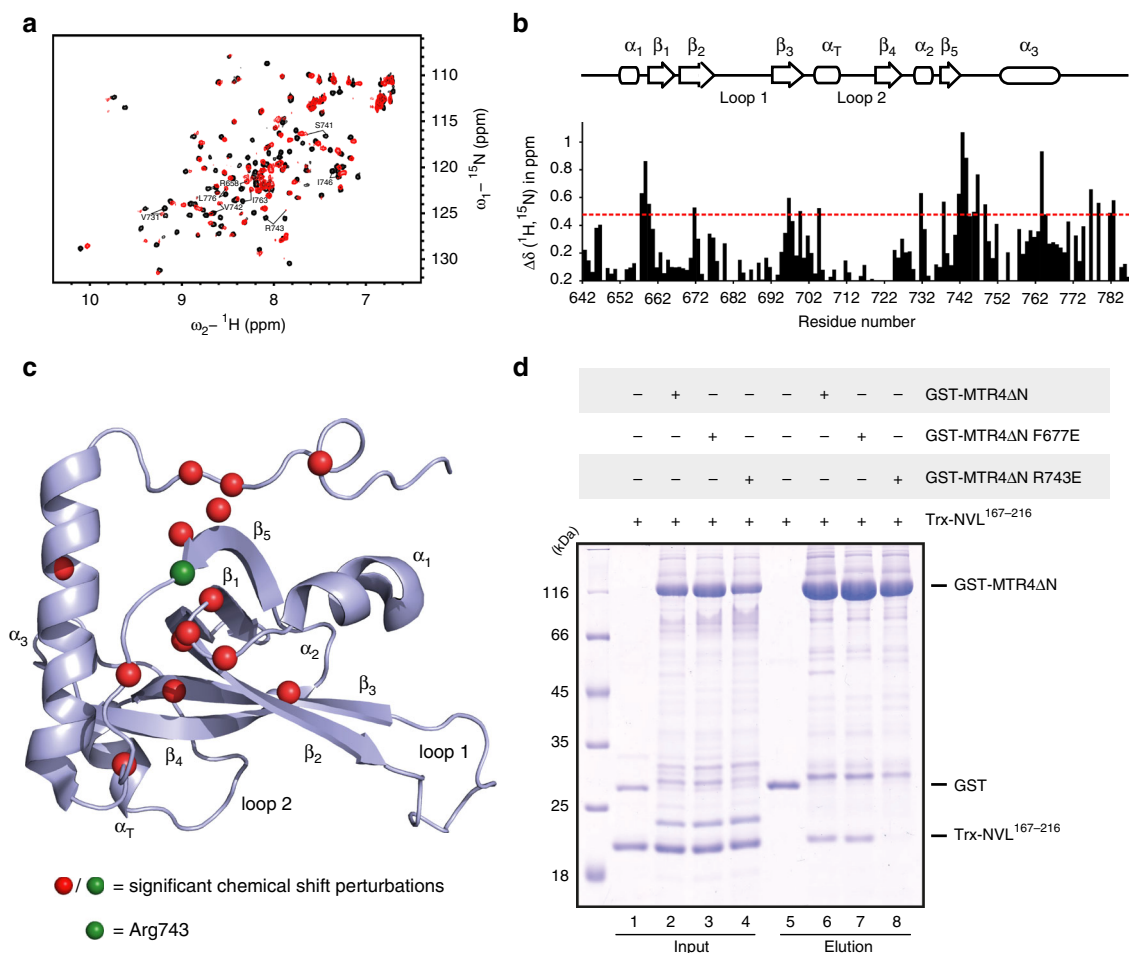 a
110
115
120
125
130
ω1– 15N (ppm)
S741
R658
I746
L776
I763
V731
V742
R743
10
9
8
7
ω2– 1H (ppm)
b
α1
β1
β2
β3
αT
β4
α2
β5
α3
Loop 1
Loop 2
Δδ (1H, 15N) in ppm
1
0.8
0.6
0.4
0.2
0.2
642
652
662
672
682
692
702
712
722
732
742
752
762
772
782
Residue number
c
β5
α1
β1
α3
α2
β3
β4
β2
loop 1
loop 2
αT
/ = significant chemical shift perturbations
= Arg743
d
– + – – – + – – GST-MTR4ΔN
– – + – – – + – GST-MTR4ΔN F677E
– – – + – – – + GST-MTR4ΔN R743E
+ + + + + + + + Trx-NVL167–216
(kDa)
116
66
45
35
25
18
GST-MTR4ΔN
GST
Trx-NVL167–216
1 2 3 4 5 6 7 8
Input
Elution